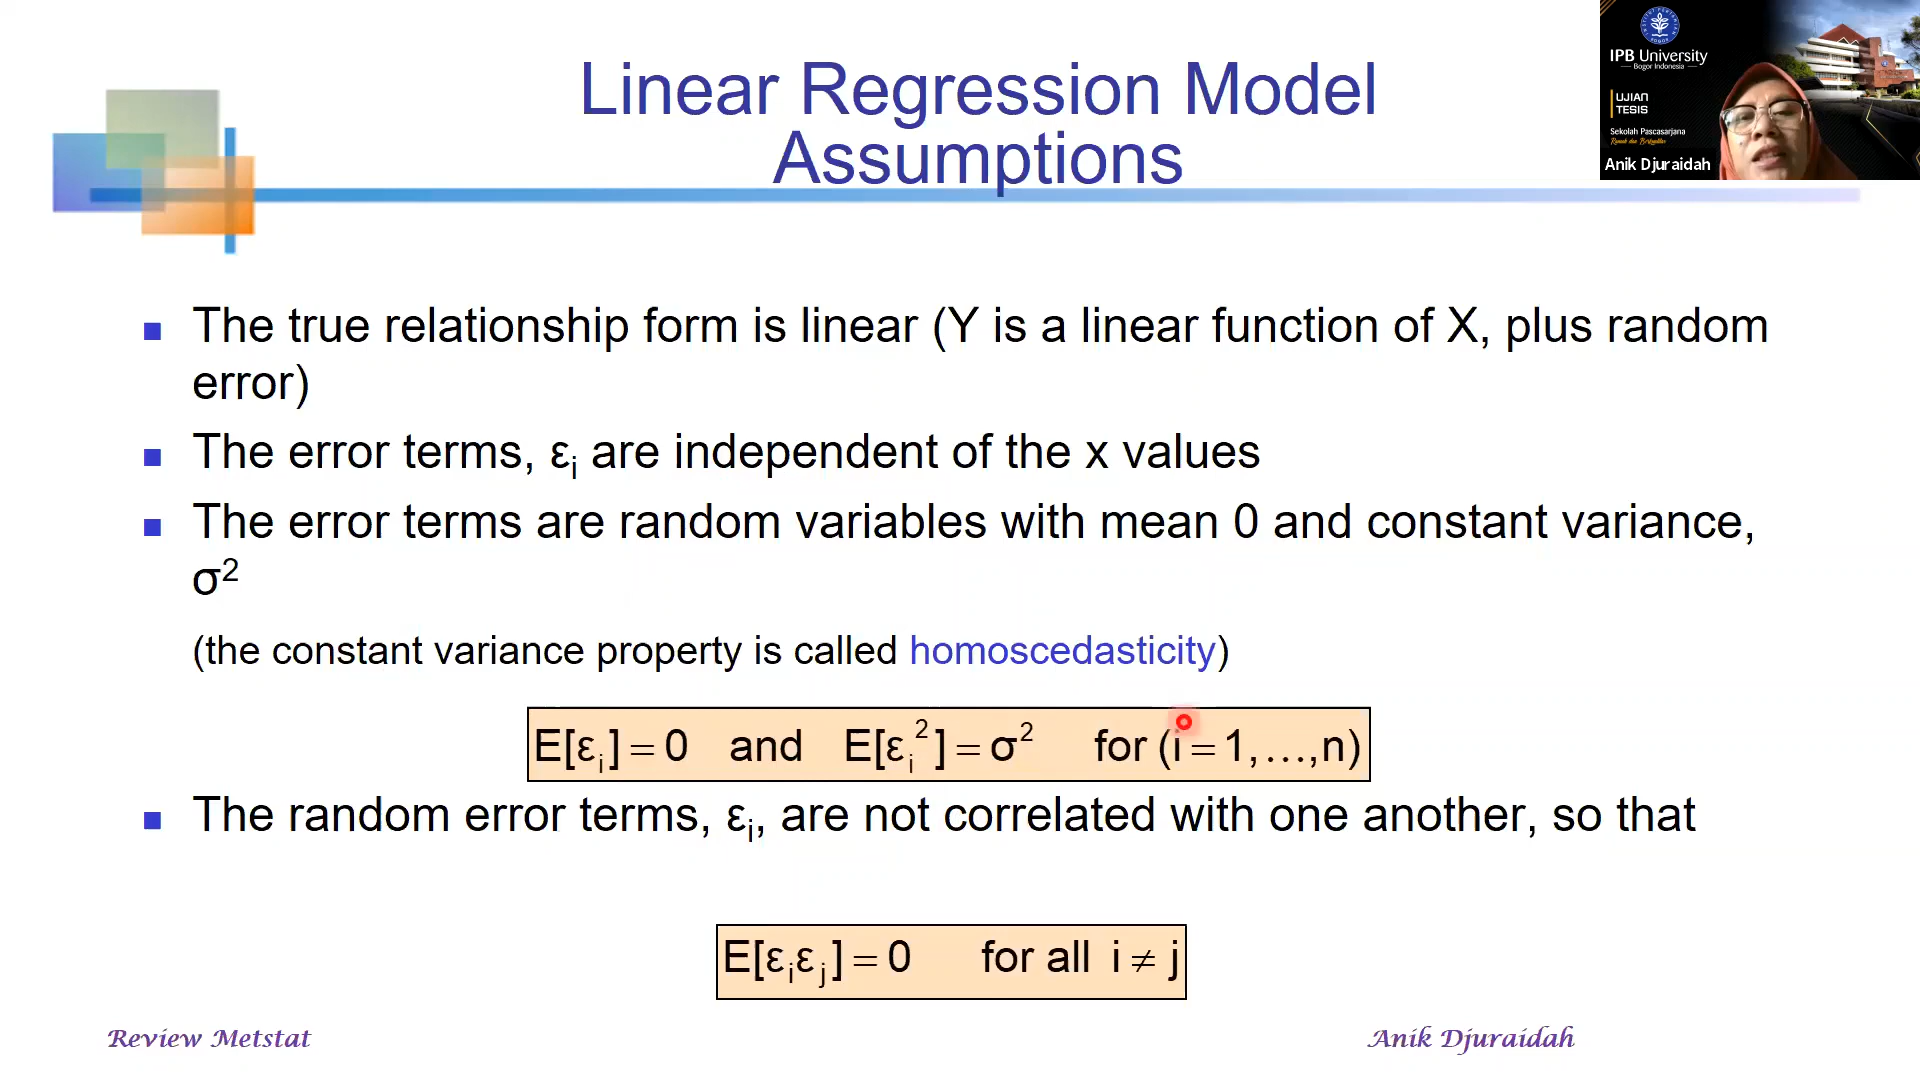 Linear Regression Model
Assumptions
IPB University
Bogor Indonesia
UJIAN
TESIS
Sekolah Pascasarjana
Anik Djuraidah
■ The true relationship form is linear (Y is a linear function of X, plus random
error)
■ The error terms, εᵢ are independent of the x values
■ The error terms are random variables with mean 0 and constant variance,
σ²
(the constant variance property is called homoscedasticity)
E[εᵢ] = 0 and E[εᵢ²] = σ² for (i = 1,…,n)
■ The random error terms, εᵢ, are not correlated with one another, so that
E[εᵢεⱼ] = 0 for all i ≠ j
Review Metstat
Anik Djuraidah